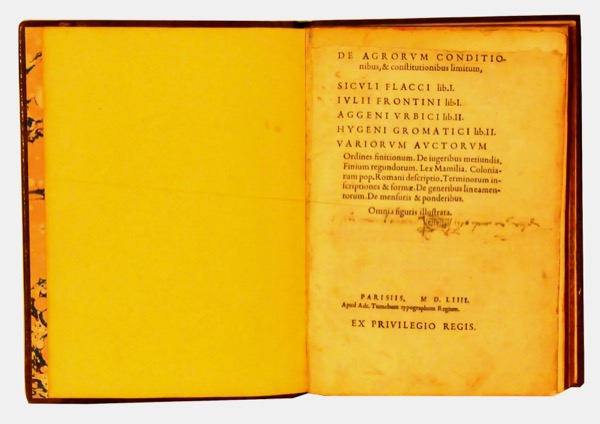 DE AGRORVM CONDITIO-
nibus, & constitutionibus limitum,
SICVLI FLACCI lib.I.
IVLII FRONTINI lib.I.
AGGENI VRBICI lib.II.
HYGENI GROMATICI lib.II.
VARIORVM AVCTORVM
Ordines finitionum. De iugeribus metiundis,
Finium regundorum. Lex Mamilia. Colonia-
rum pop. Romani descriptio. Terminorum in-
scriptiones & formæ. De generibus lineamen-
torum. De mensuris & ponderibus.
Omnia figuris illustrata.
PARISIIS, M D. LIIII.
Apud Adr. Turnebum typographum Regium.
EX PRIVILEGIO REGIS.